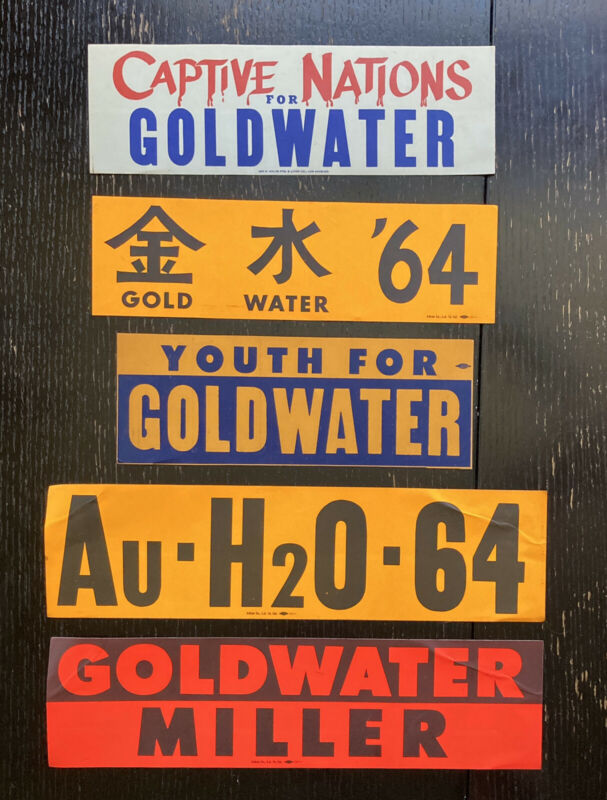 CAPTIVE NATIONS
FOR
GOLDWATER
金 水 '64
GOLD WATER
YOUTH FOR
GOLDWATER
Au·H2O·64
GOLDWATER
MILLER